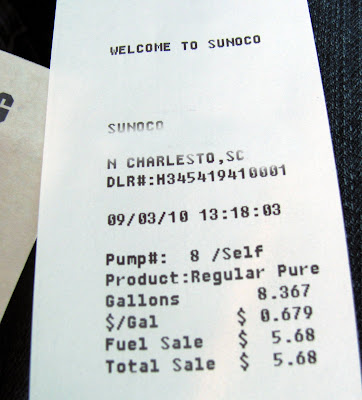 WELCOME TO SUNOCO
SUNOCO
N CHARLESTO,SC
DLR#:H345419410001
09/03/10 13:18:03
Pump#: 8 /Self
Product:Regular Pure
Gallons 8.367
$/Gal $ 0.679
Fuel Sale $ 5.68
Total Sale $ 5.68